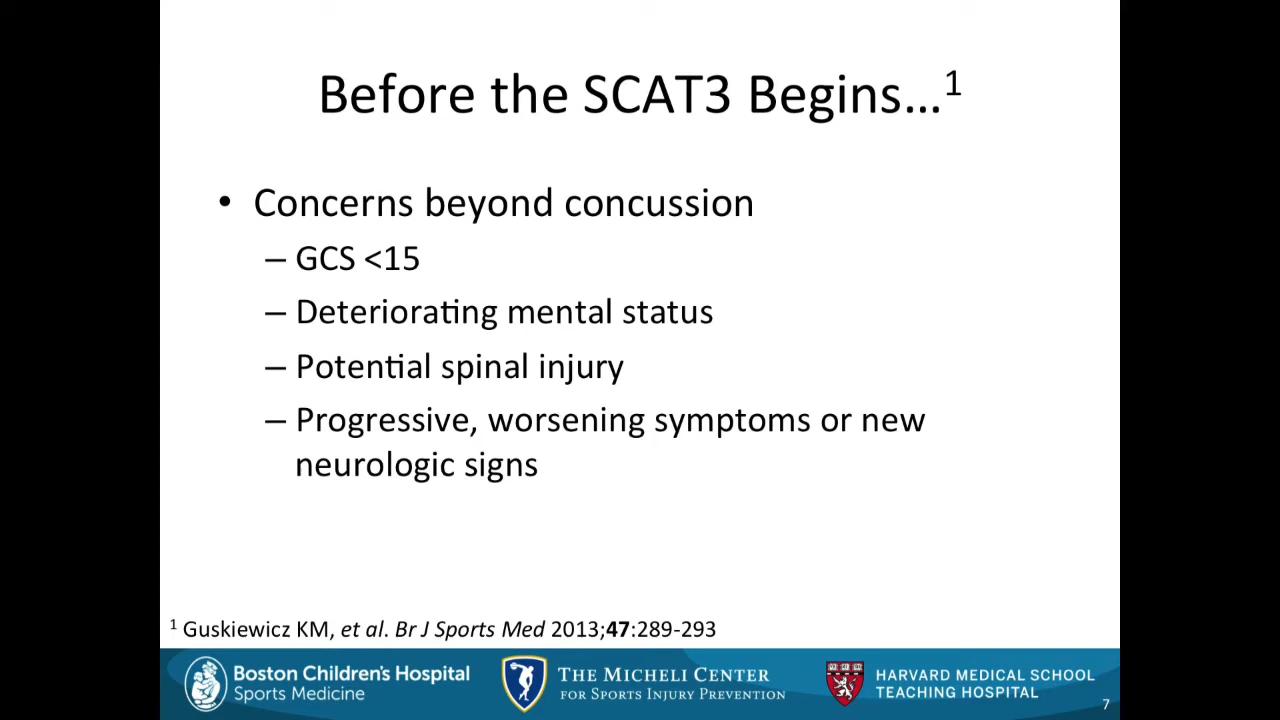 Before the SCAT3 Begins…¹
• Concerns beyond concussion
– GCS <15
– Deteriorating mental status
– Potential spinal injury
– Progressive, worsening symptoms or new
neurologic signs
¹ Guskiewicz KM, et al. Br J Sports Med 2013;47:289-293
Boston Children's Hospital
Sports Medicine
THE MICHELI CENTER
FOR SPORTS INJURY PREVENTION
HARVARD MEDICAL SCHOOL
TEACHING HOSPITAL
7